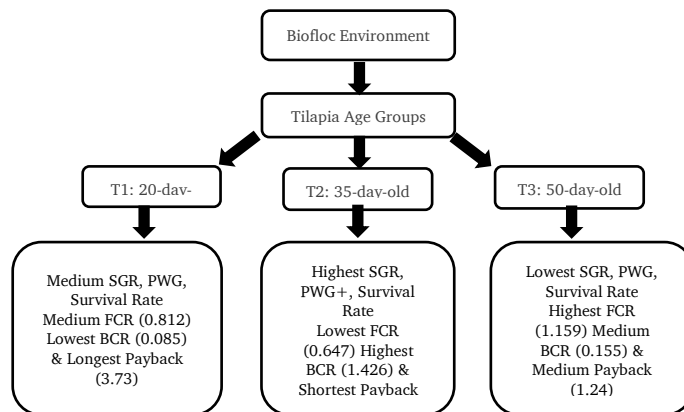 Biofloc Environment
Tilapia Age Groups
T1: 20-day-
T2: 35-day-old
T3: 50-day-old
Medium SGR, PWG,
Survival Rate
Medium FCR (0.812)
Lowest BCR (0.085)
& Longest Payback
(3.73)
Highest SGR,
PWG+, Survival
Rate
Lowest FCR
(0.647) Highest
BCR (1.426) &
Shortest Payback
Lowest SGR, PWG,
Survival Rate
Highest FCR
(1.159) Medium
BCR (0.155) &
Medium Payback
(1.24)